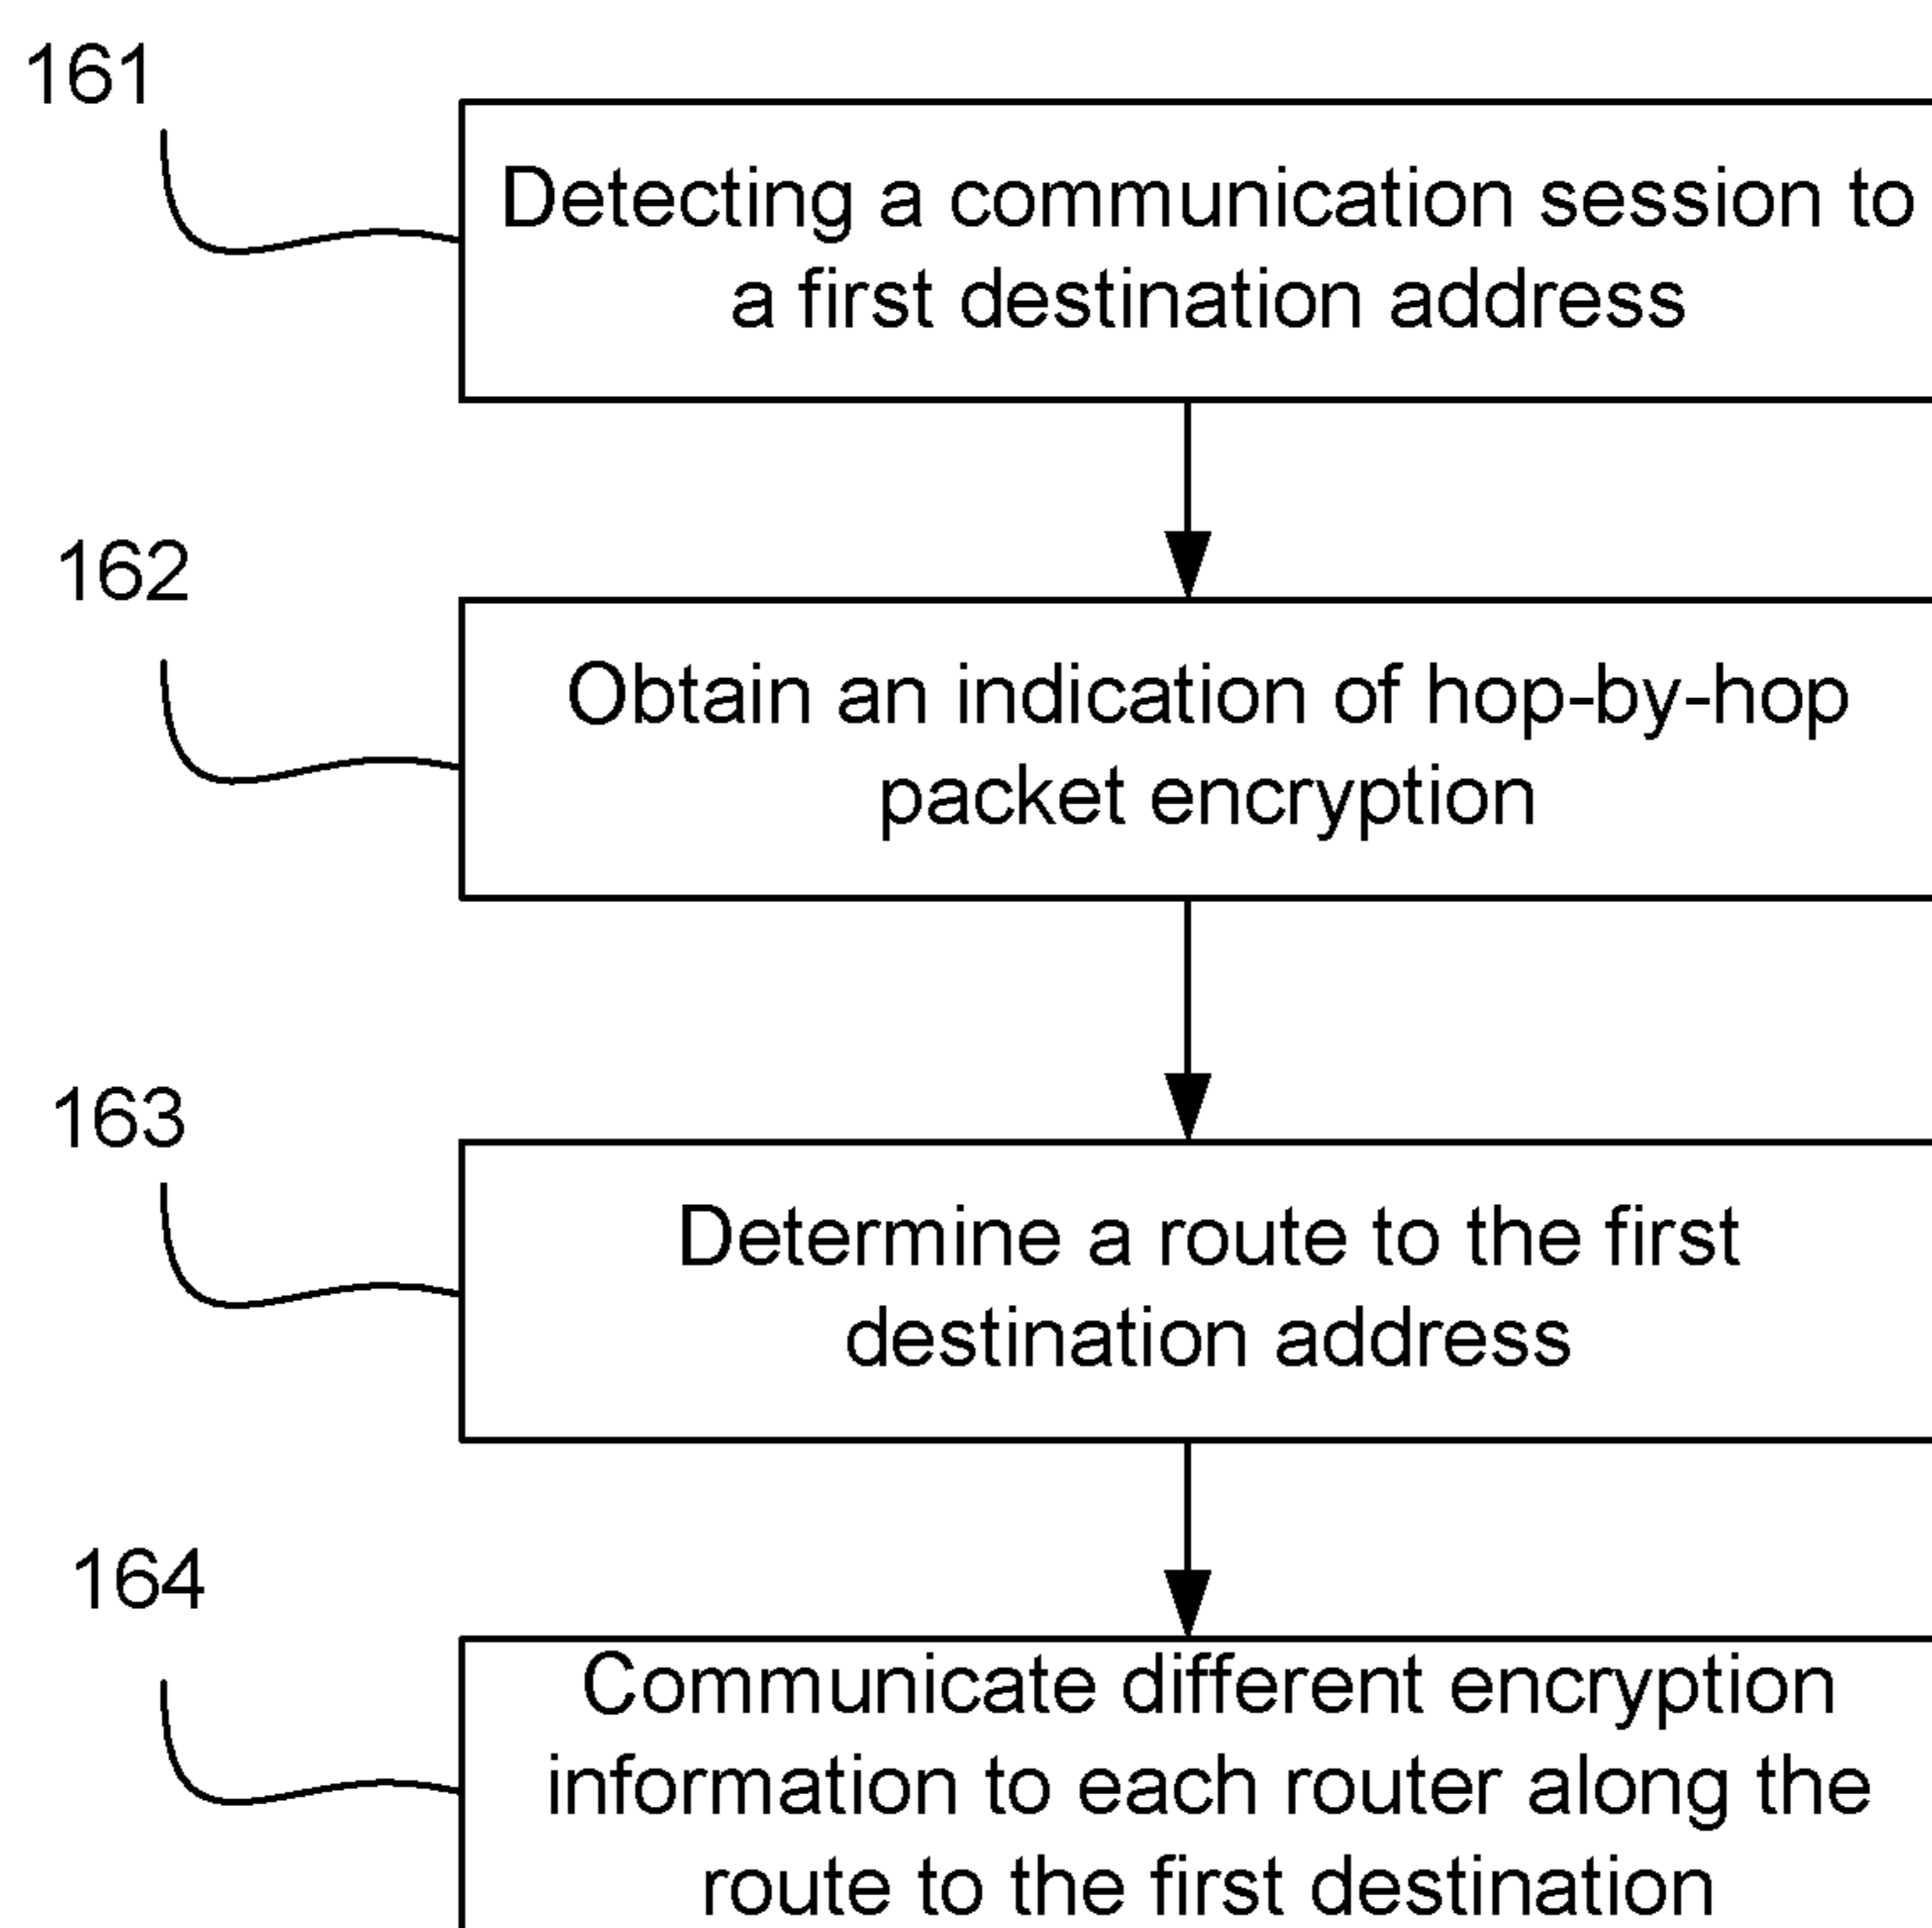 161
Detecting a communication session to
a first destination address
162
Obtain an indication of hop-by-hop
packet encryption
163
Determine a route to the first
destination address
164
Communicate different encryption
information to each router along the
route to the first destination